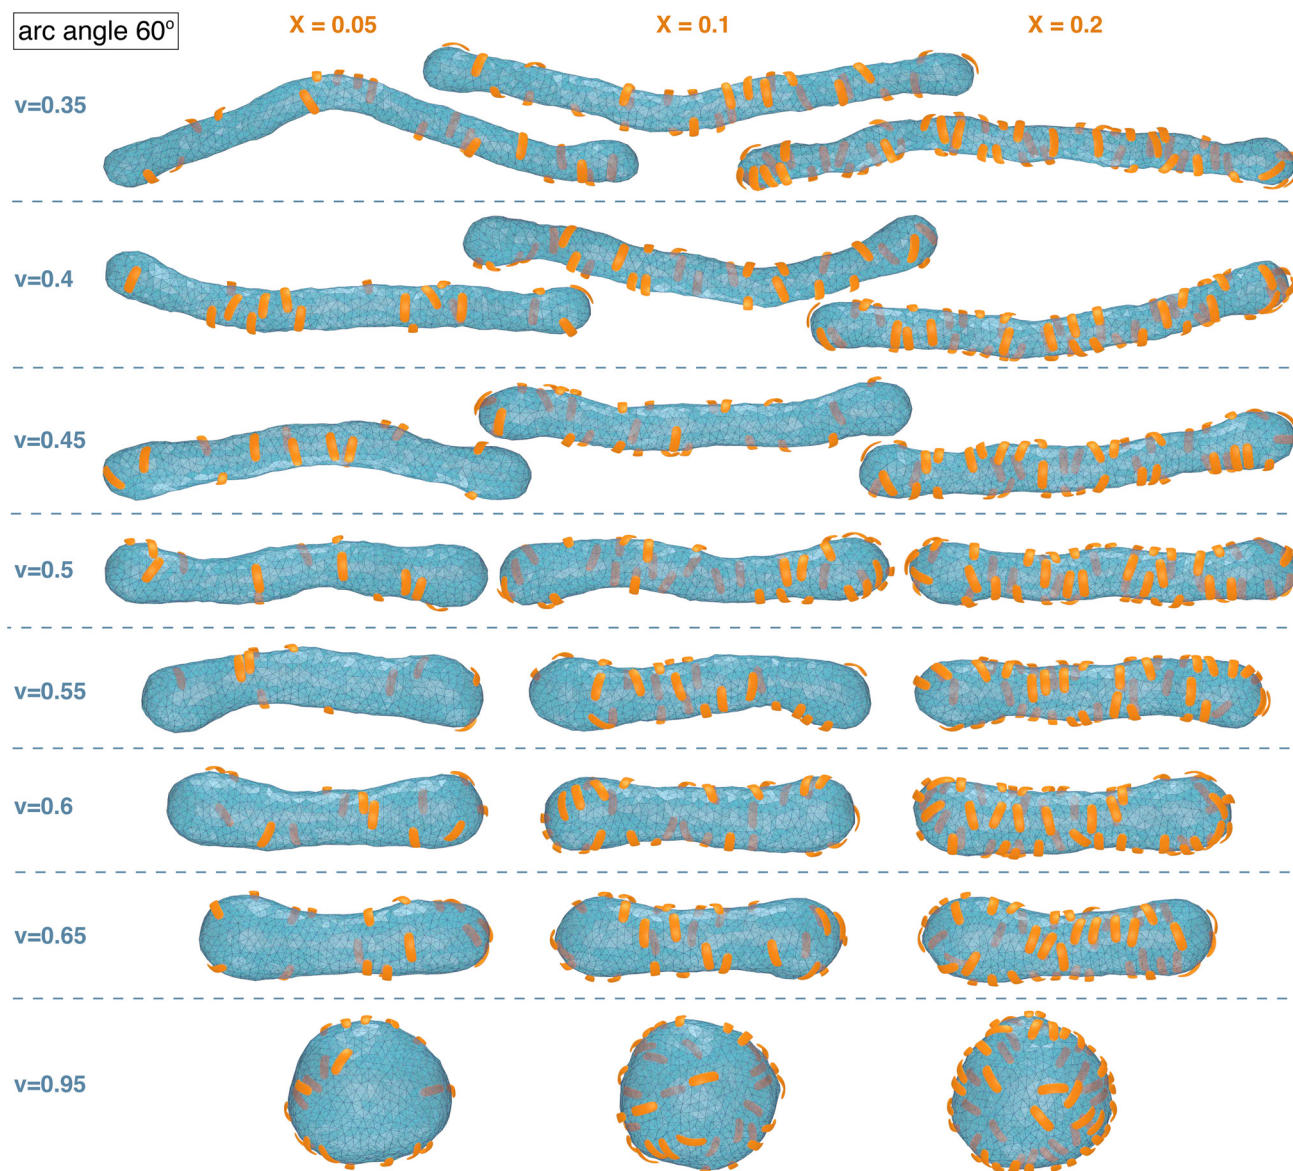 arc angle 60º
X = 0.05
X = 0.1
X = 0.2
v=0.35
v=0.4
v=0.45
v=0.5
v=0.55
v=0.6
v=0.65
v=0.95